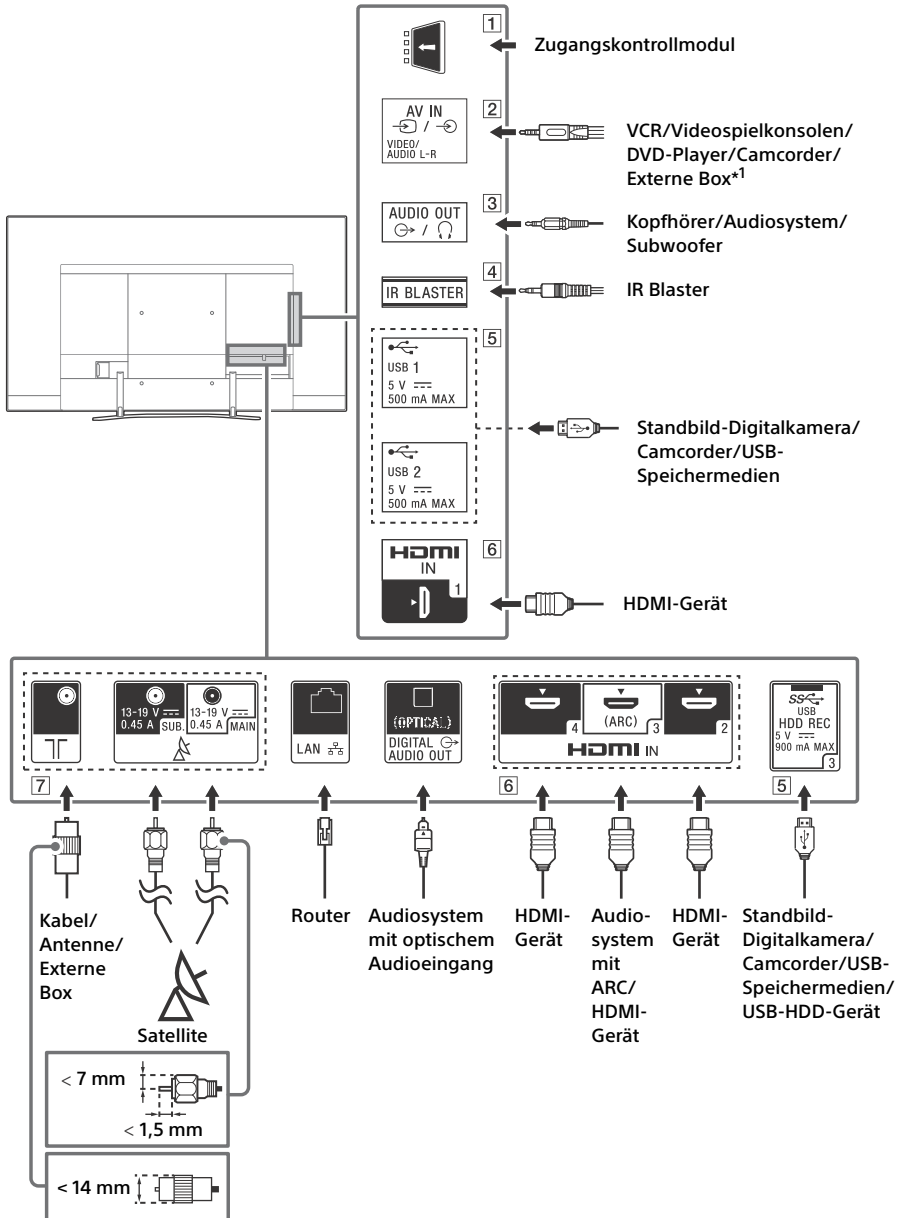 1
Zugangskontrollmodul
AV IN
/
VIDEO/
AUDIO L-R
2
VCR/Videospielkonsolen/
DVD-Player/Camcorder/
Externe Box*1
AUDIO OUT
/
3
Kopfhörer/Audiosystem/
Subwoofer
4
IR BLASTER
IR Blaster
5
USB 1
5 V
500 mA MAX
USB 2
5 V
500 mA MAX
Standbild-Digitalkamera/
Camcorder/USB-
Speichermedien
HDMI
IN
1
6
HDMI-Gerät
13-19 V
0.45 A SUB.
13-19 V
0.45 A MAIN
LAN
(OPTICAL)
DIGITAL
AUDIO OUT
4
(ARC) 3
2
HDMI IN
SS
USB
HDD REC
5 V
900 mA MAX
3
7
6
5
Kabel/
Antenne/
Externe
Box
Satellite
Router
Audiosystem
mit optischem
Audioeingang
HDMI-
Gerät
Audio-
system
mit
ARC/
HDMI-
Gerät
HDMI-
Gerät
Standbild-
Digitalkamera/
Camcorder/USB-
Speichermedien/
USB-HDD-Gerät
< 7 mm
< 1,5 mm
< 14 mm